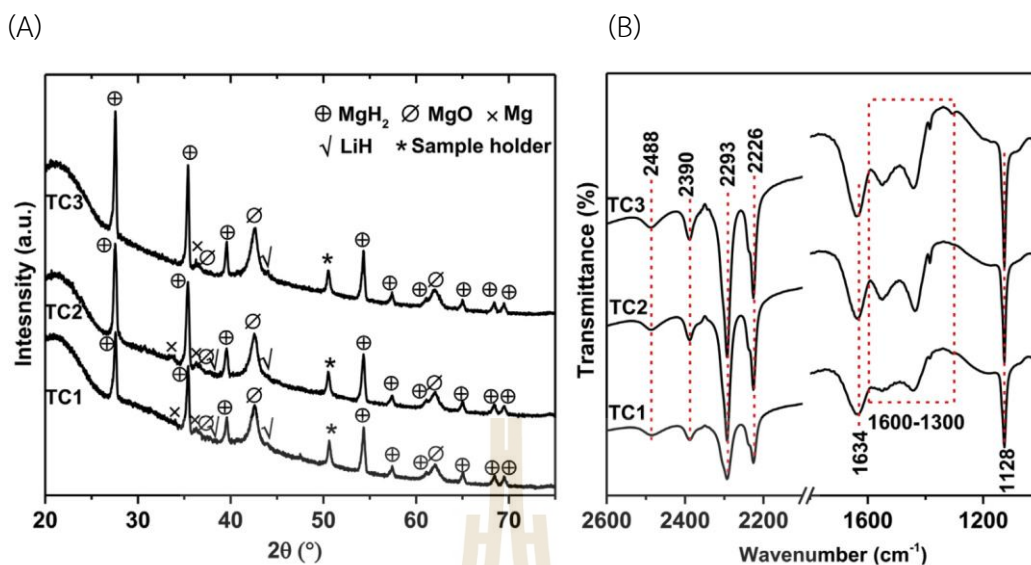 (A) (B)
⊕ MgH₂ ∅ MgO × Mg
√ LiH * Sample holder
TC3
TC2
TC1
Intesnsity (a.u.)
20 30 40 50 60 70
2θ (°)
2488 2390 2293 2226
TC3
TC2
TC1
Transmittance (%)
1634 1600-1300 1128
2600 2400 2200 1600 1200
Wavenumber (cm⁻¹)